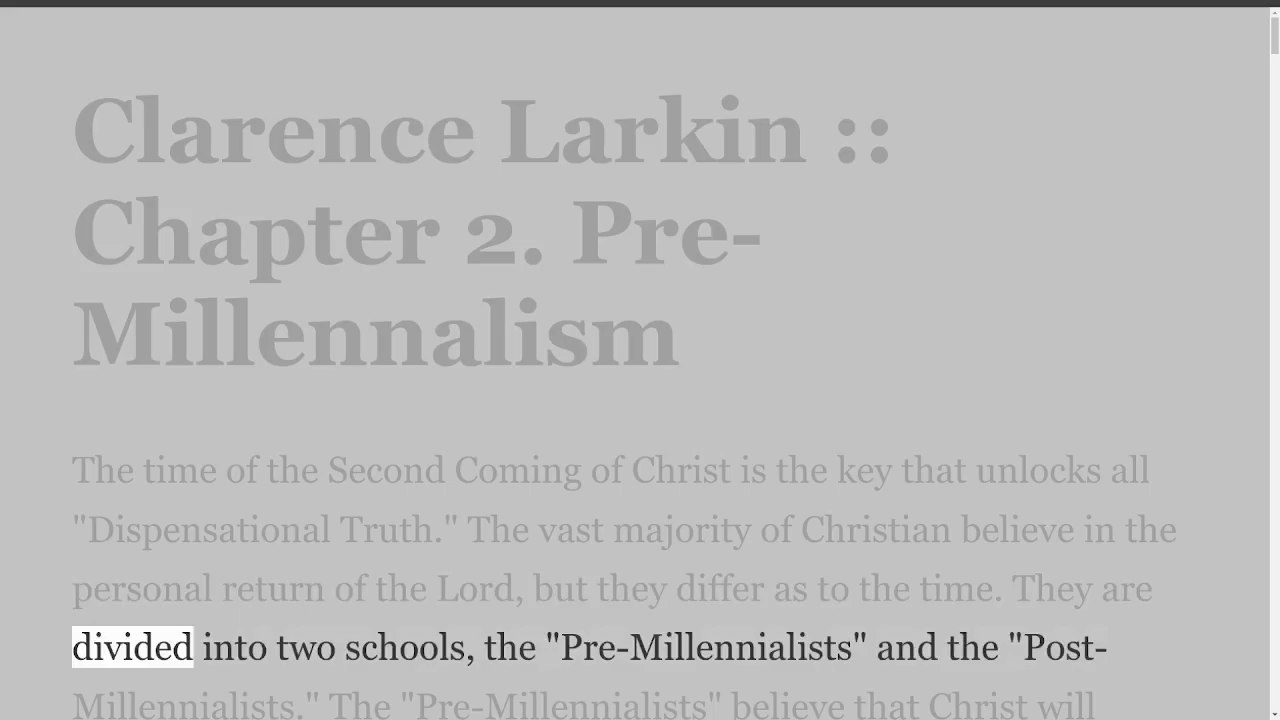 Clarence Larkin ::
Chapter 2. Pre-
Millennalism
The time of the Second Coming of Christ is the key that unlocks all
"Dispensational Truth." The vast majority of Christian believe in the
personal return of the Lord, but they differ as to the time. They are
divided into two schools, the "Pre-Millennialists" and the "Post-
Millennialists." The "Pre-Millennialists" believe that Christ will